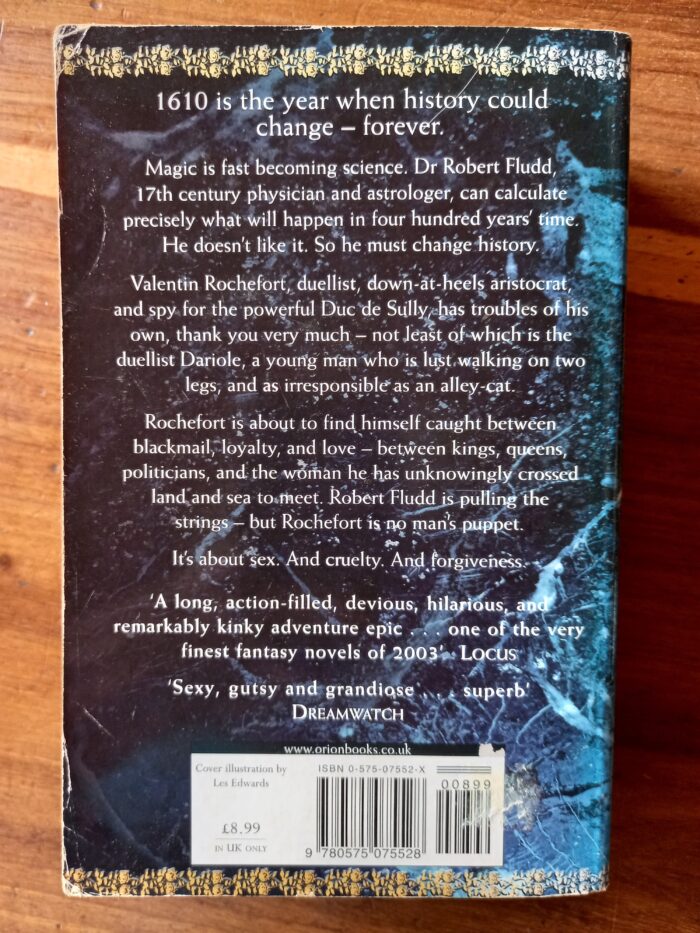 1610 is the year when history could
change – forever.
Magic is fast becoming science. Dr Robert Fludd,
17th century physician and astrologer, can calculate
precisely what will happen in four hundred years' time.
He doesn't like it. So he must change history.
Valentin Rochefort, duellist, down-at-heels aristocrat,
and spy for the powerful Duc de Sully, has troubles of his
own, thank you very much – not least of which is the
duellist Dariole, a young man who is lust walking on two
legs, and as irresponsible as an alley-cat.
Rochefort is about to find himself caught between
blackmail, loyalty, and love – between kings, queens,
politicians, and the woman he has unknowingly crossed
land and sea to meet. Robert Fludd is pulling the
strings – but Rochefort is no man's puppet.
It's about sex. And cruelty. And forgiveness.
'A long, action-filled, devious, hilarious, and
remarkably kinky adventure epic . . . one of the very
finest fantasy novels of 2003' LOCUS
'Sexy, gutsy and grandiose . . . superb'
DREAMWATCH
www.orionbooks.co.uk
Cover illustration by
Les Edwards
£8.99
IN UK ONLY
ISBN 0-575-07552-X
00899
9 780575 075528